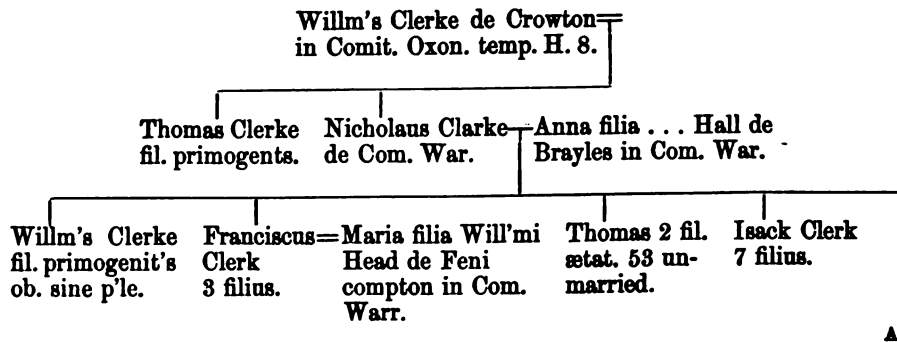 Willm's Clerke de Crowton
in Comit. Oxon. temp. H. 8.
Thomas Clerke
fil. primogents.
Nicholaus Clarke
de Com. War.
Anna filia . . . Hall de
Brayles in Com. War.
Willm's Clerke
fil. primogenit's
ob. sine p'le.
Franciscus
Clerk
3 filius.
Maria filia Will'mi
Head de Feni
compton in Com.
Warr.
Thomas 2 fil.
ætat. 53 un-
married.
Isack Clerk
7 filius.
A